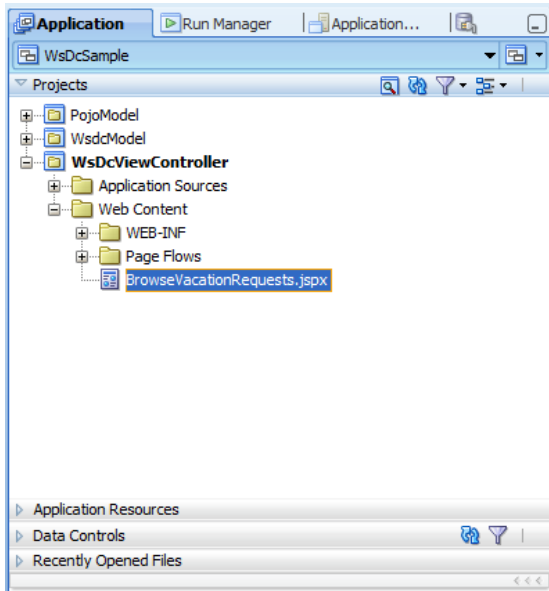 Application Run Manager Application...
WsDcSample
Projects
PojoModel
WsdcModel
WsDcViewController
Application Sources
Web Content
WEB-INF
Page Flows
BrowseVacationRequests.jspx
Application Resources
Data Controls
Recently Opened Files